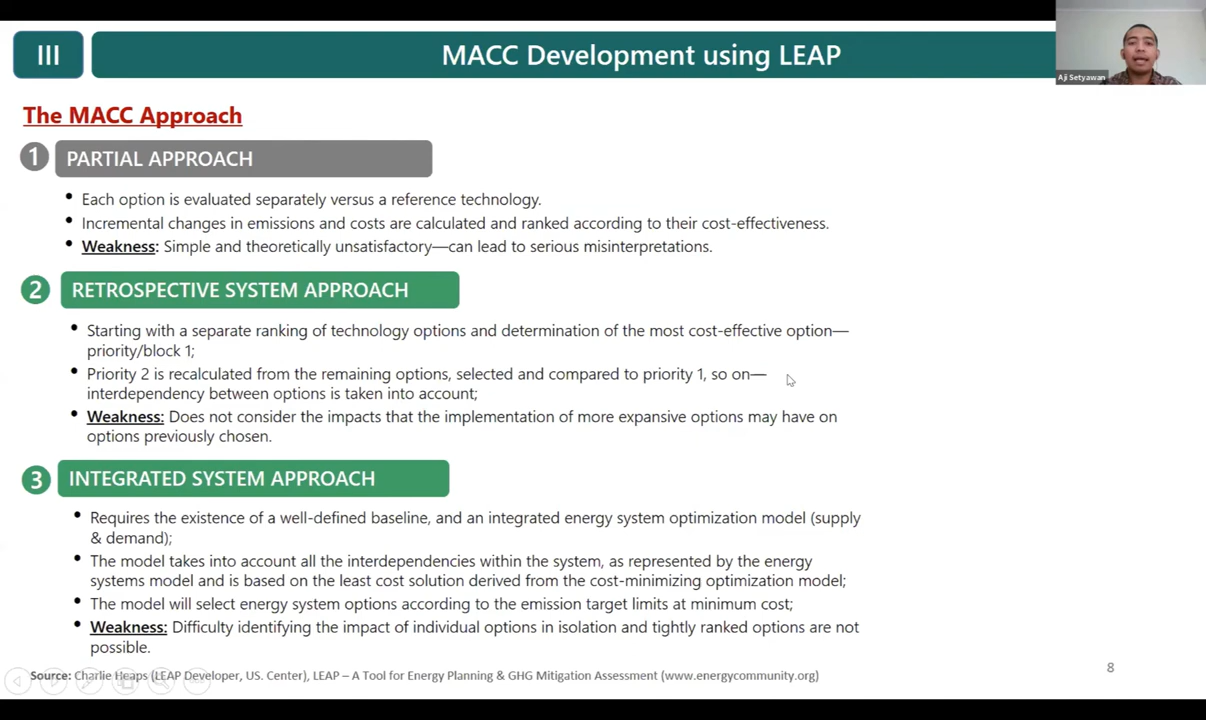 III
MACC Development using LEAP
Aji Setyawan
The MACC Approach
1
PARTIAL APPROACH
• Each option is evaluated separately versus a reference technology.
• Incremental changes in emissions and costs are calculated and ranked according to their cost-effectiveness.
• Weakness: Simple and theoretically unsatisfactory—can lead to serious misinterpretations.
2
RETROSPECTIVE SYSTEM APPROACH
• Starting with a separate ranking of technology options and determination of the most cost-effective option—
priority/block 1;
• Priority 2 is recalculated from the remaining options, selected and compared to priority 1, so on—
interdependency between options is taken into account;
• Weakness: Does not consider the impacts that the implementation of more expansive options may have on
options previously chosen.
3
INTEGRATED SYSTEM APPROACH
• Requires the existence of a well-defined baseline, and an integrated energy system optimization model (supply
& demand);
• The model takes into account all the interdependencies within the system, as represented by the energy
systems model and is based on the least cost solution derived from the cost-minimizing optimization model;
• The model will select energy system options according to the emission target limits at minimum cost;
• Weakness: Difficulty identifying the impact of individual options in isolation and tightly ranked options are not
possible.
Source: Charlie Heaps (LEAP Developer, US. Center), LEAP – A Tool for Energy Planning & GHG Mitigation Assessment (www.energycommunity.org)
8